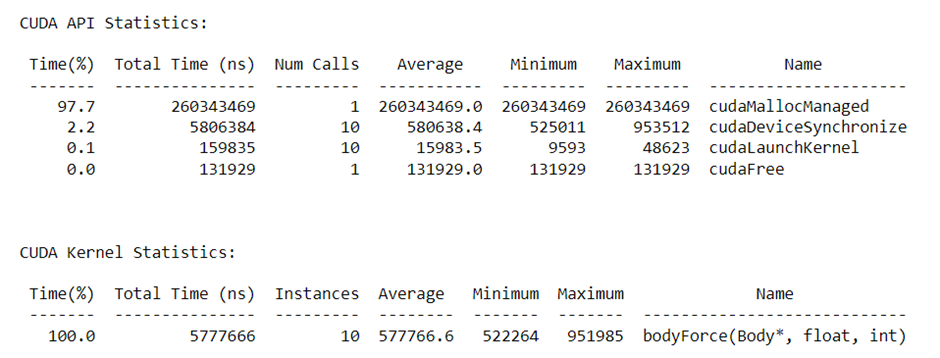 CUDA API Statistics:
Time(%) Total Time (ns) Num Calls Average Minimum Maximum Name
------- --------------- --------- ----------- --------- --------- ---------------------
97.7 260343469 1 260343469.0 260343469 260343469 cudaMallocManaged
2.2 5806384 10 580638.4 525011 953512 cudaDeviceSynchronize
0.1 159835 10 15983.5 9593 48623 cudaLaunchKernel
0.0 131929 1 131929.0 131929 131929 cudaFree
CUDA Kernel Statistics:
Time(%) Total Time (ns) Instances Average Minimum Maximum Name
------- --------------- --------- -------- ------- ------- ----------------------------
100.0 5777666 10 577766.6 522264 951985 bodyForce(Body*, float, int)